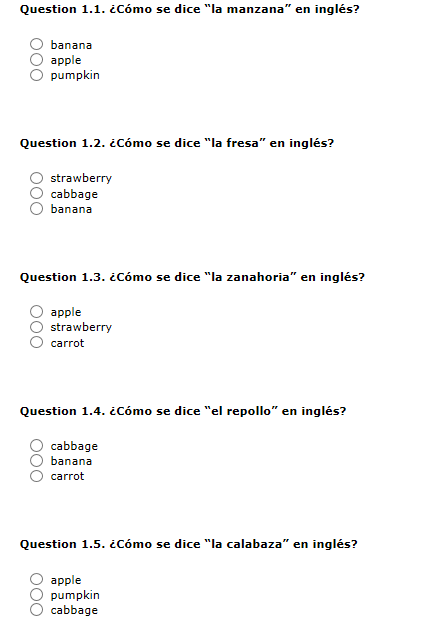 Question 1.1. ¿Cómo se dice “la manzana” en inglés?
banana
apple
pumpkin
Question 1.2. ¿Cómo se dice “la fresa” en inglés?
strawberry
cabbage
banana
Question 1.3. ¿Cómo se dice “la zanahoria” en inglés?
apple
strawberry
carrot
Question 1.4. ¿Cómo se dice “el repollo” en inglés?
cabbage
banana
carrot
Question 1.5. ¿Cómo se dice “la calabaza” en inglés?
apple
pumpkin
cabbage